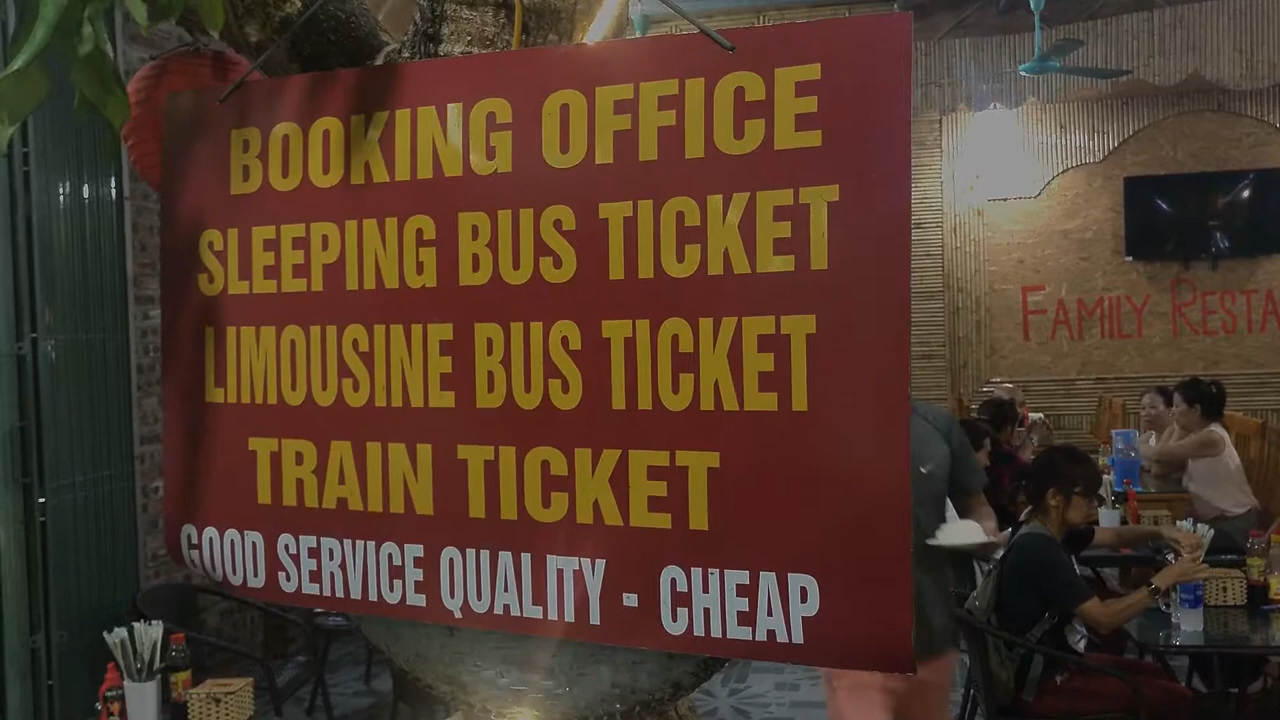 BOOKING OFFICE
SLEEPING BUS TICKET
LIMOUSINE BUS TICKET
TRAIN TICKET
GOOD SERVICE QUALITY - CHEAP
FAMILY RESTA